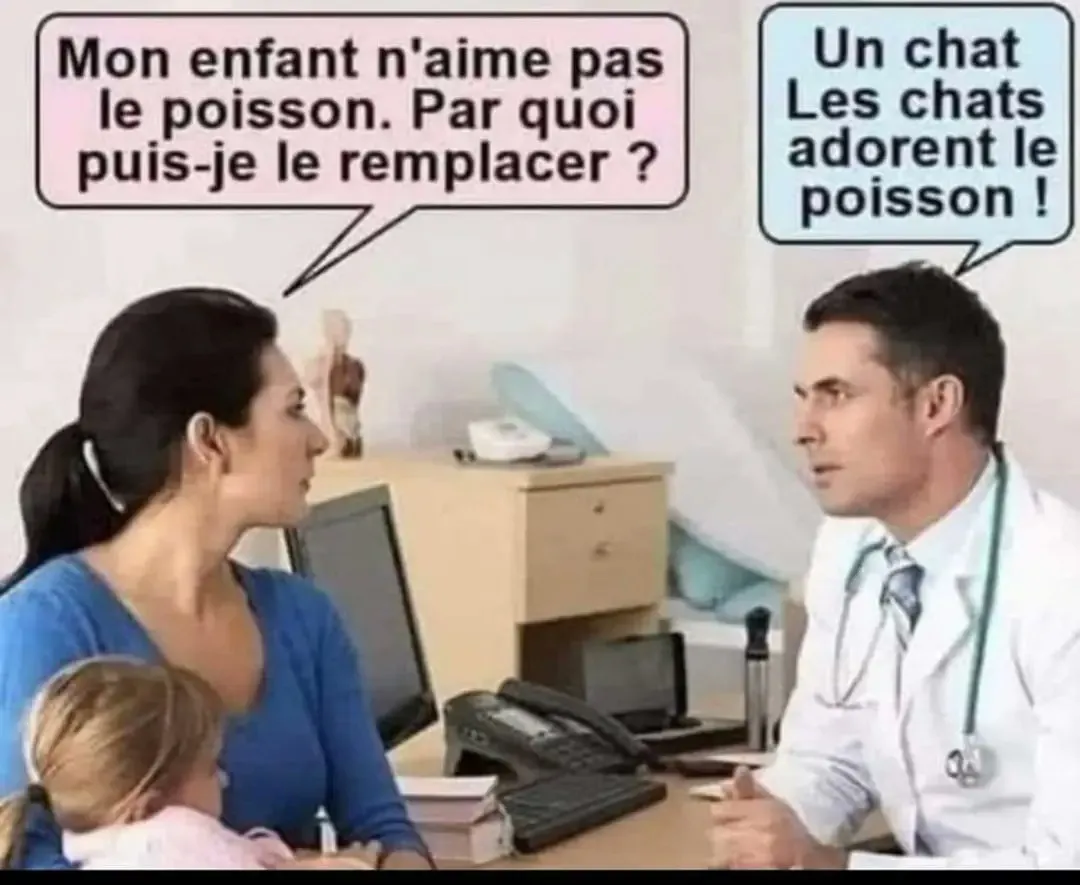 Mon enfant n'aime pas
le poisson. Par quoi
puis-je le remplacer ?
Un chat
Les chats
adorent le
poisson !